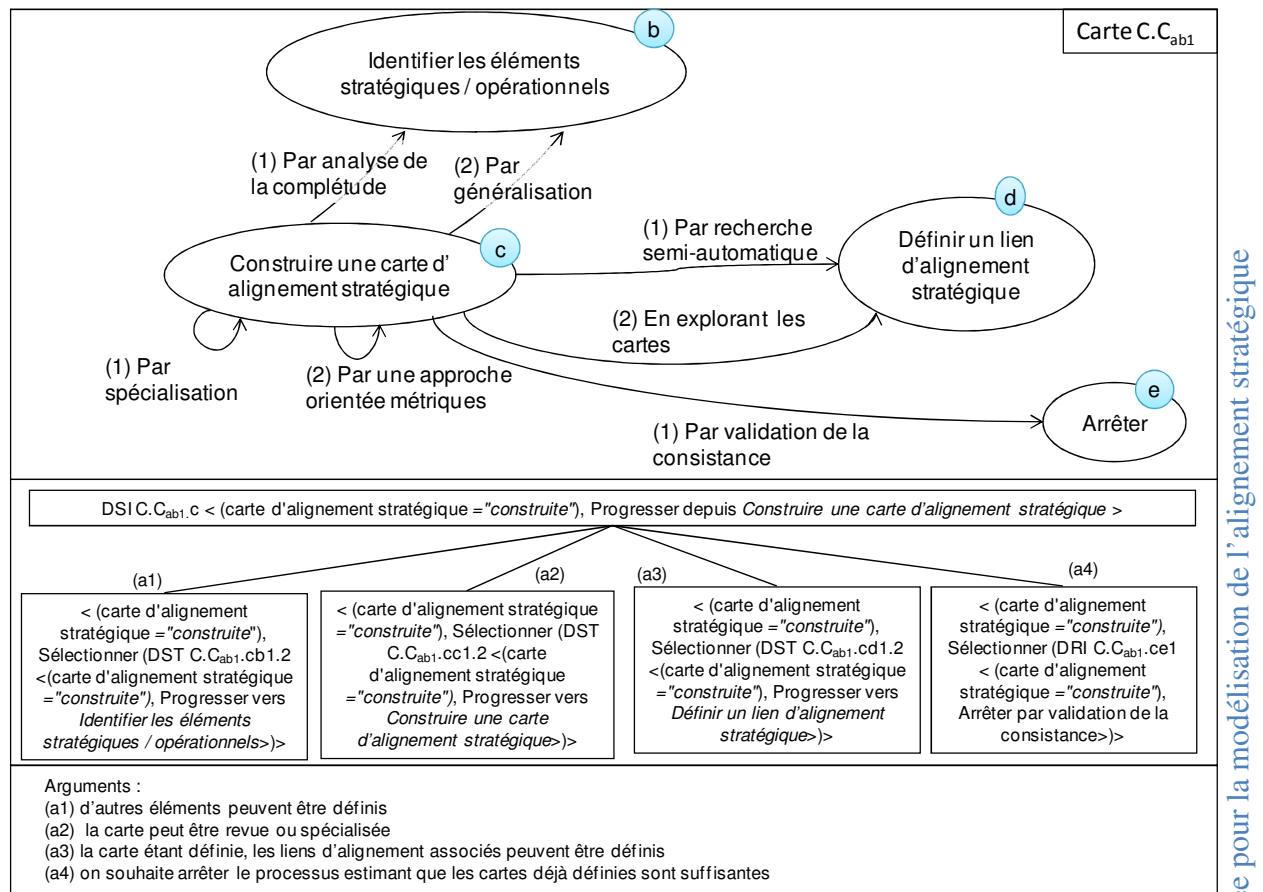 Carte C.Cab1
b
Identifier les éléments
stratégiques / opérationnels
(1) Par analyse de
la complétude
(2) Par
généralisation
c
Construire une carte d'
alignement stratégique
(1) Par recherche
semi-automatique
d
Définir un lien
d'alignement
stratégique
(2) En explorant les
cartes
(1) Par
spécialisation
(2) Par une approche
orientée métriques
e
Arrêter
(1) Par validation de la
consistance
DSI C.Cab1.c < (carte d'alignement stratégique ="construite"), Progresser depuis Construire une carte d'alignement stratégique >
(a1)
(a2)
(a3)
(a4)
< (carte d'alignement
stratégique ="construite"),
Sélectionner (DST C.Cab1.cb1.2
<(carte d'alignement stratégique
="construite"), Progresser vers
Identifier les éléments
stratégiques / opérationnels>)>
< (carte d'alignement stratégique
="construite"), Sélectionner (DST
C.Cab1.cc1.2 <(carte
d'alignement stratégique
="construite"), Progresser vers
Construire une carte
d'alignement stratégique>)>
< (carte d'alignement
stratégique ="construite"),
Sélectionner (DST C.Cab1.cd1.2
<(carte d'alignement stratégique
="construite"), Progresser vers
Définir un lien d'alignement
stratégique>)>
< (carte d'alignement
stratégique ="construite"),
Sélectionner (DRI C.Cab1.ce1
< (carte d'alignement
stratégique ="construite"),
Arrêter par validation de la
consistance>)>
Arguments :
(a1) d'autres éléments peuvent être définis
(a2) la carte peut être revue ou spécialisée
(a3) la carte étant définie, les liens d'alignement associés peuvent être définis
(a4) on souhaite arrêter le processus estimant que les cartes déjà définies sont suffisantes
pour la modélisation de l'alignement stratégique